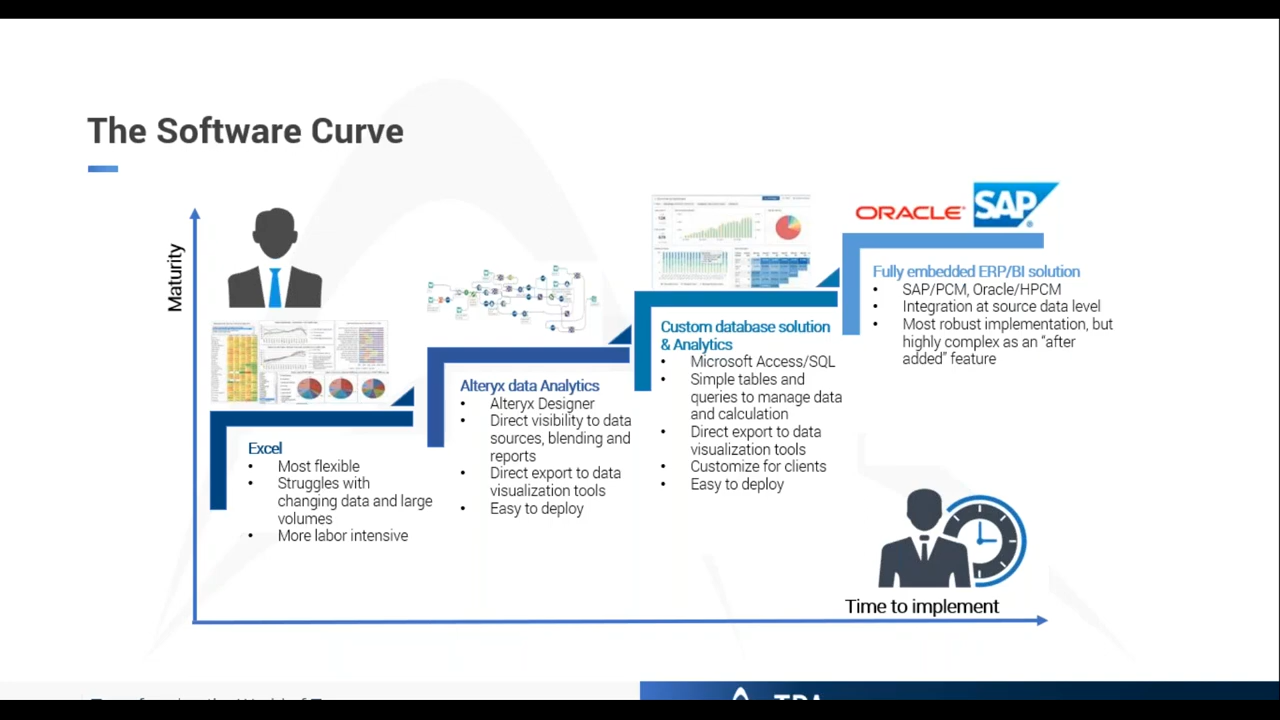 The Software Curve
Maturity
ORACLE
SAP
Excel
• Most flexible
• Struggles with
changing data and large
volumes
• More labor intensive
Alteryx data Analytics
• Alteryx Designer
• Direct visibility to data
sources, blending and
reports
• Direct export to data
visualization tools
• Easy to deploy
Custom database solution
& Analytics
• Microsoft Access/SQL
• Simple tables and
queries to manage data
and calculation
• Direct export to data
visualization tools
• Customize for clients
• Easy to deploy
Fully embedded ERP/BI solution
• SAP/PCM, Oracle/HPCM
• Integration at source data level
• Most robust implementation, but
highly complex as an “after
added” feature
Time to implement